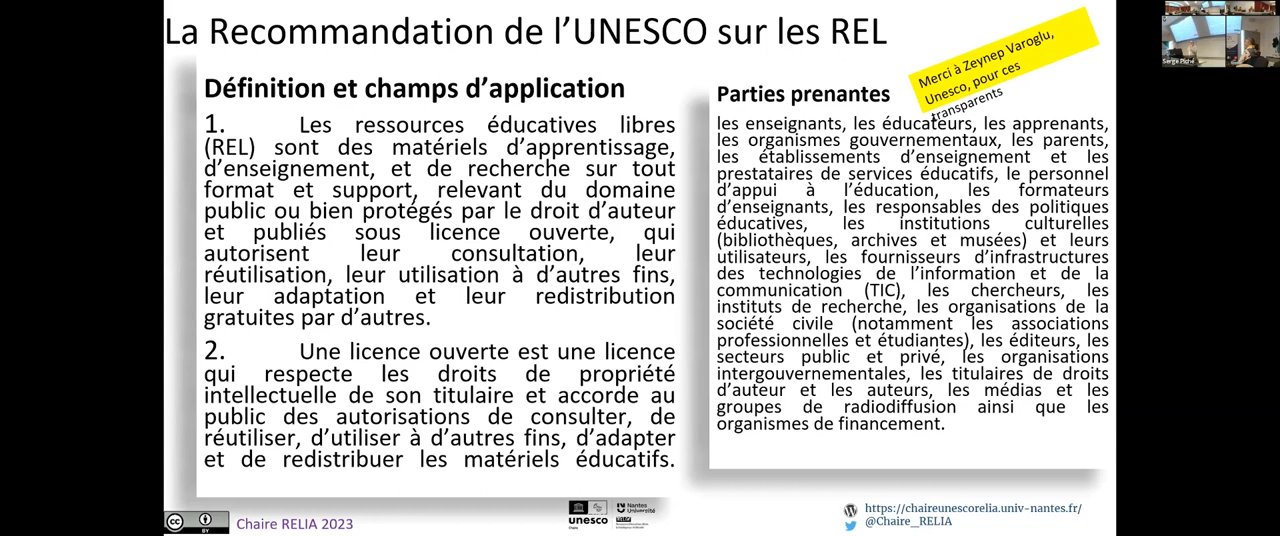 La Recommandation de l’UNESCO sur les REL
Merci à Zeynep Varoglu,
Unesco, pour ces
transparents
Définition et champs d’application
1. Les ressources éducatives libres
(REL) sont des matériels d’apprentissage,
d’enseignement, et de recherche sur tout
format et support, relevant du domaine
public ou bien protégés par le droit d’auteur
et publiés sous licence ouverte, qui
autorisent leur consultation, leur
réutilisation, leur utilisation à d’autres fins,
leur adaptation et leur redistribution
gratuites par d’autres.
2. Une licence ouverte est une licence
qui respecte les droits de propriété
intellectuelle de son titulaire et accorde au
public des autorisations de consulter, de
réutiliser, d’utiliser à d’autres fins, d’adapter
et de redistribuer les matériels éducatifs.
Parties prenantes
les enseignants, les éducateurs, les apprenants,
les organismes gouvernementaux, les parents,
les établissements d’enseignement et les
prestataires de services éducatifs, le personnel
d’appui à l’éducation, les formateurs
d’enseignants, les responsables des politiques
éducatives, les institutions culturelles
(bibliothèques, archives et musées) et leurs
utilisateurs, les fournisseurs d’infrastructures
des technologies de l’information et de la
communication (TIC), les chercheurs, les
instituts de recherche, les organisations de la
société civile (notamment les associations
professionnelles et étudiantes), les éditeurs, les
secteurs public et privé, les organisations
intergouvernementales, les titulaires de droits
d’auteur et les auteurs, les médias et les
groupes de radiodiffusion ainsi que les
organismes de financement.
cc BY
Chaire RELIA 2023
unesco
Chaire
Nantes
Université
RELIA
https://chaireunescorelia.univ-nantes.fr/
@Chaire_RELIA
Serge Piché